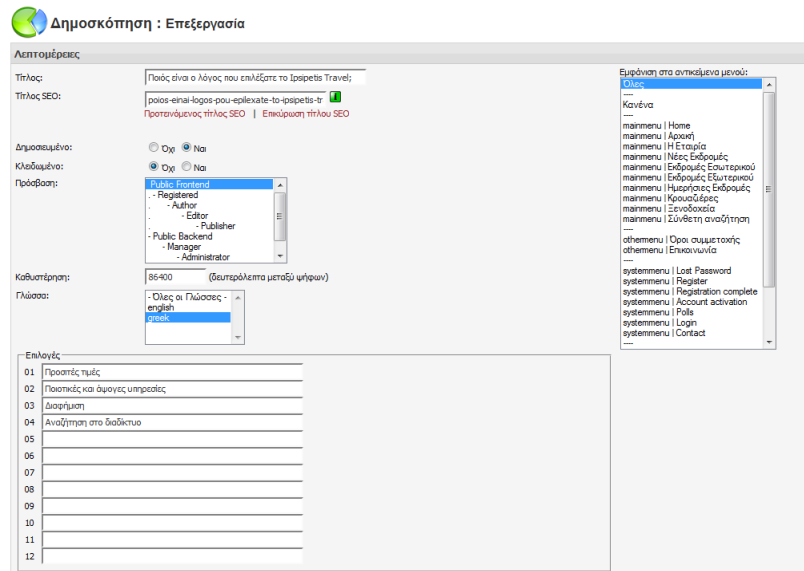 Δημοσκόπηση : Επεξεργασία
Λεπτομέρειες
Τίτλος:
Ποιός είναι ο λόγος που επιλέξατε το Ipsipetis Travel;
Τίτλος SEO:
poios-einai-logos-pou-epilexate-to-ipsipetis-tr
Προτεινόμενος τίτλος SEO | Επικύρωση τίτλου SEO
Δημοσιευμένο:
Όχι Ναι
Κλειδωμένο:
Όχι Ναι
Πρόσβαση:
Public Frontend
. - Registered
. - Author
. - Editor
. - Publisher
- Public Backend
- Manager
- Administrator
Καθυστέρηση:
86400 (δευτερόλεπτα μεταξύ ψήφων)
Γλώσσα:
- Όλες οι Γλώσσες -
english
greek
Εμφάνιση στα αντικείμενα μενού:
Όλες
----
Κανένα
----
mainmenu | Home
mainmenu | Αρχική
mainmenu | Η Εταιρία
mainmenu | Νέες Εκδρομές
mainmenu | Εκδρομές Εσωτερικού
mainmenu | Εκδρομές Εξωτερικού
mainmenu | Ημερήσιες Εκδρομές
mainmenu | Κρουαζιέρες
mainmenu | Ξενοδοχεία
mainmenu | Σύνθετη αναζήτηση
----
othermenu | Όροι συμμετοχής
othermenu | Επικοινωνία
----
systemmenu | Lost Password
systemmenu | Register
systemmenu | Registration complete
systemmenu | Account activation
systemmenu | Polls
systemmenu | Login
systemmenu | Contact
----
Επιλογές
01 Προσιτές τιμές
02 Ποιοτικές και άψογες υπηρεσίες
03 Διαφήμιση
04 Αναζήτηση στο διαδίκτυο
05
06
07
08
09
10
11
12